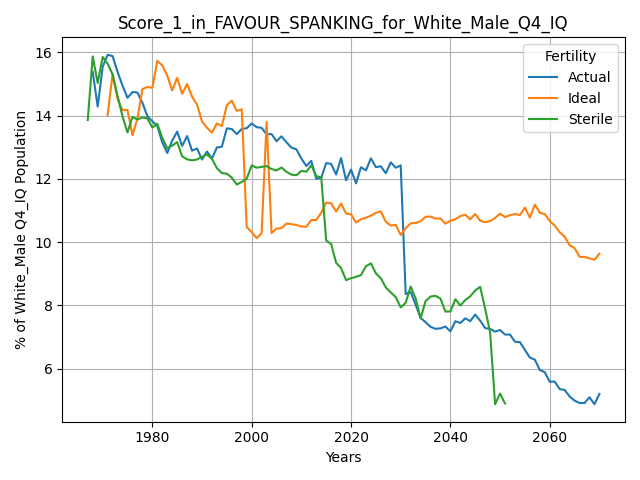 Score_1_in_FAVOUR_SPANKING_for_White_Male_Q4_IQ
Fertility
Actual
Ideal
Sterile
% of White_Male Q4_IQ Population
16
14
12
10
8
6
1980
2000
2020
2040
2060
Years